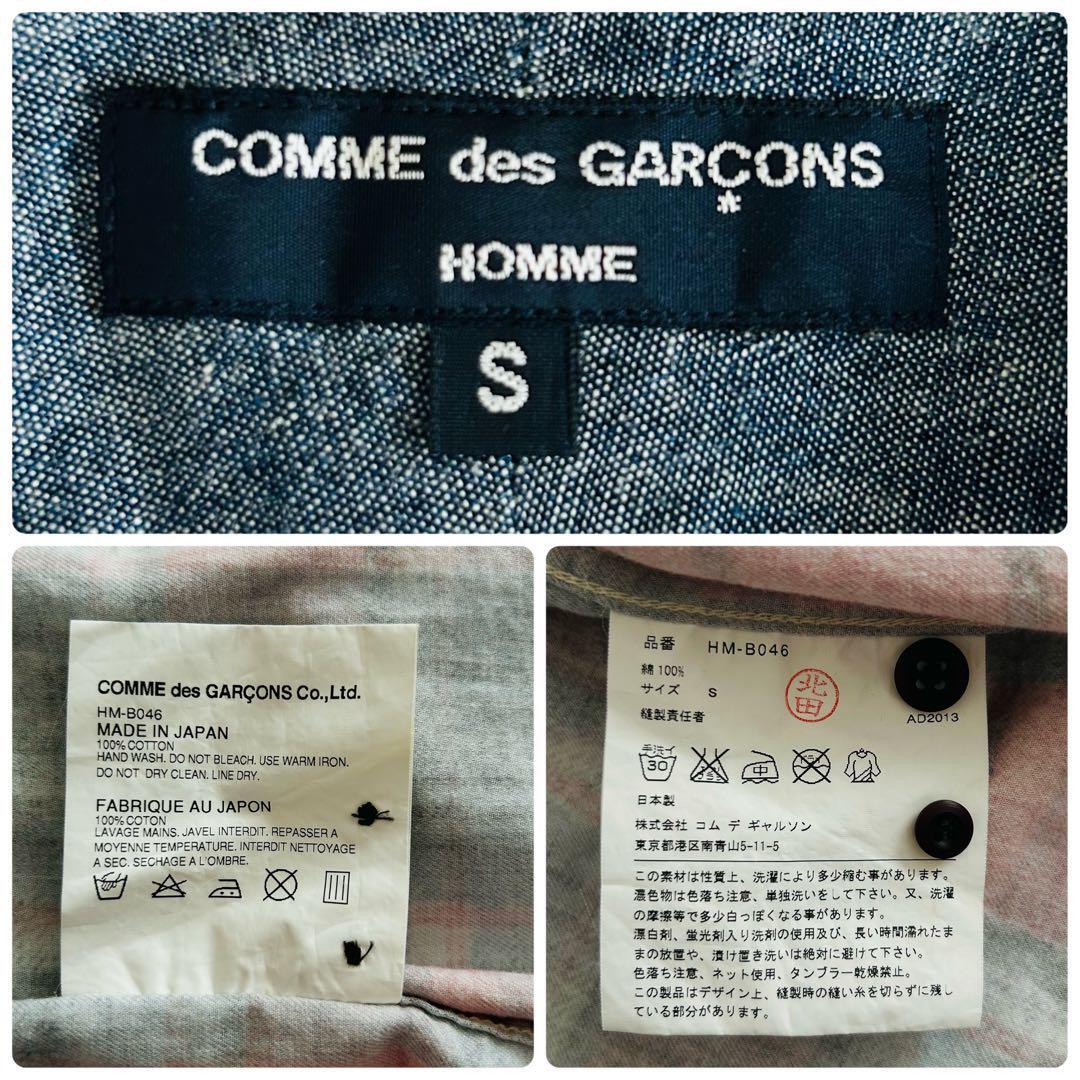 COMME des GARÇONS
HOMME
S
COMME des GARÇONS Co.,Ltd.
HM-B046
MADE IN JAPAN
100% COTTON
HAND WASH. DO NOT BLEACH. USE WARM IRON.
DO NOT DRY CLEAN. LINE DRY.
FABRIQUE AU JAPON
100% COTON
LAVAGE MAINS. JAVEL INTERDIT. REPASSER A
MOYENNE TEMPERATURE. INTERDIT NETTOYAGE
A SEC. SECHAGE A L'OMBRE.
品番 HM-B046
綿 100%
サイズ S
縫製責任者
北田
AD2013
手洗イ
30
中
日本製
株式会社 コム デ ギャルソン
東京都港区南青山5-11-5
この素材は性質上、洗濯により多少縮む事があります。
濃色物は色落ち注意、単独洗いをして下さい。又、洗濯
の摩擦等で多少白っぽくなる事があります。
漂白剤、蛍光剤入り洗剤の使用及び、長い時間濡れたま
まの放置や、漬け置き洗いは絶対に避けて下さい。
色落ち注意、ネット使用、タンブラー乾燥禁止。
この製品はデザイン上、縫製時の縫い糸を切らずに残し
ている部分があります。